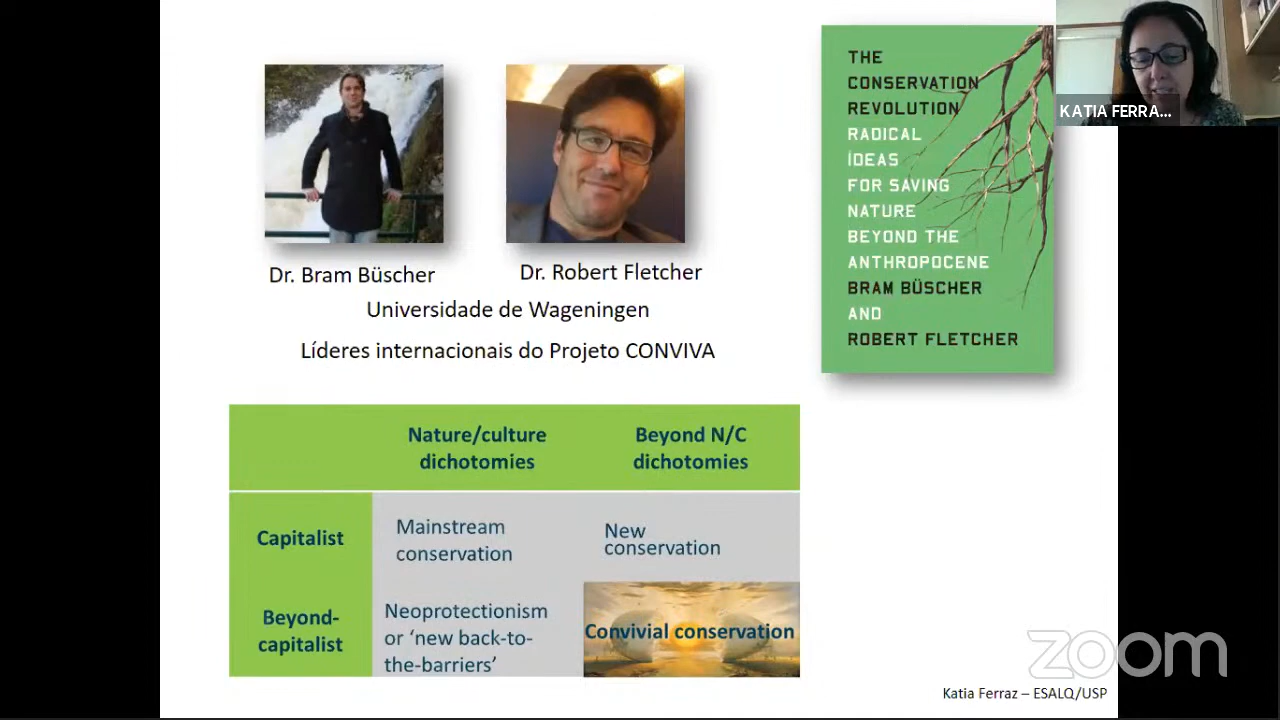 THE
CONSERVATION
REVOLUTION
RADICAL
IDEAS
FOR SAVING
NATURE
BEYOND THE
ANTHROPOCENE
BRAM BÜSCHER
AND
ROBERT FLETCHER
KATIA FERRA...
Dr. Bram Büscher
Dr. Robert Fletcher
Universidade de Wageningen
Líderes internacionais do Projeto CONVIVA
Nature/culture
dichotomies
Beyond N/C
dichotomies
Capitalist
Mainstream
conservation
New
conservation
Beyond-
capitalist
Neoprotectionism
or ‘new back-to-
the-barriers’
Convivial conservation
zoom
Katia Ferraz – ESALQ/USP